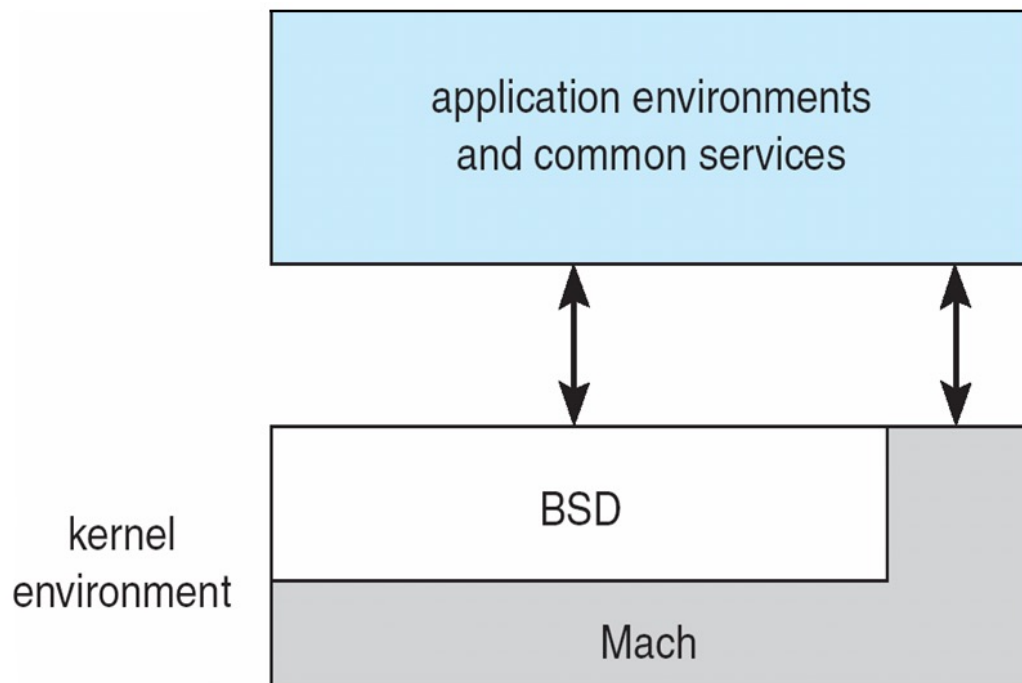 application environments
and common services
BSD
kernel
environment
Mach